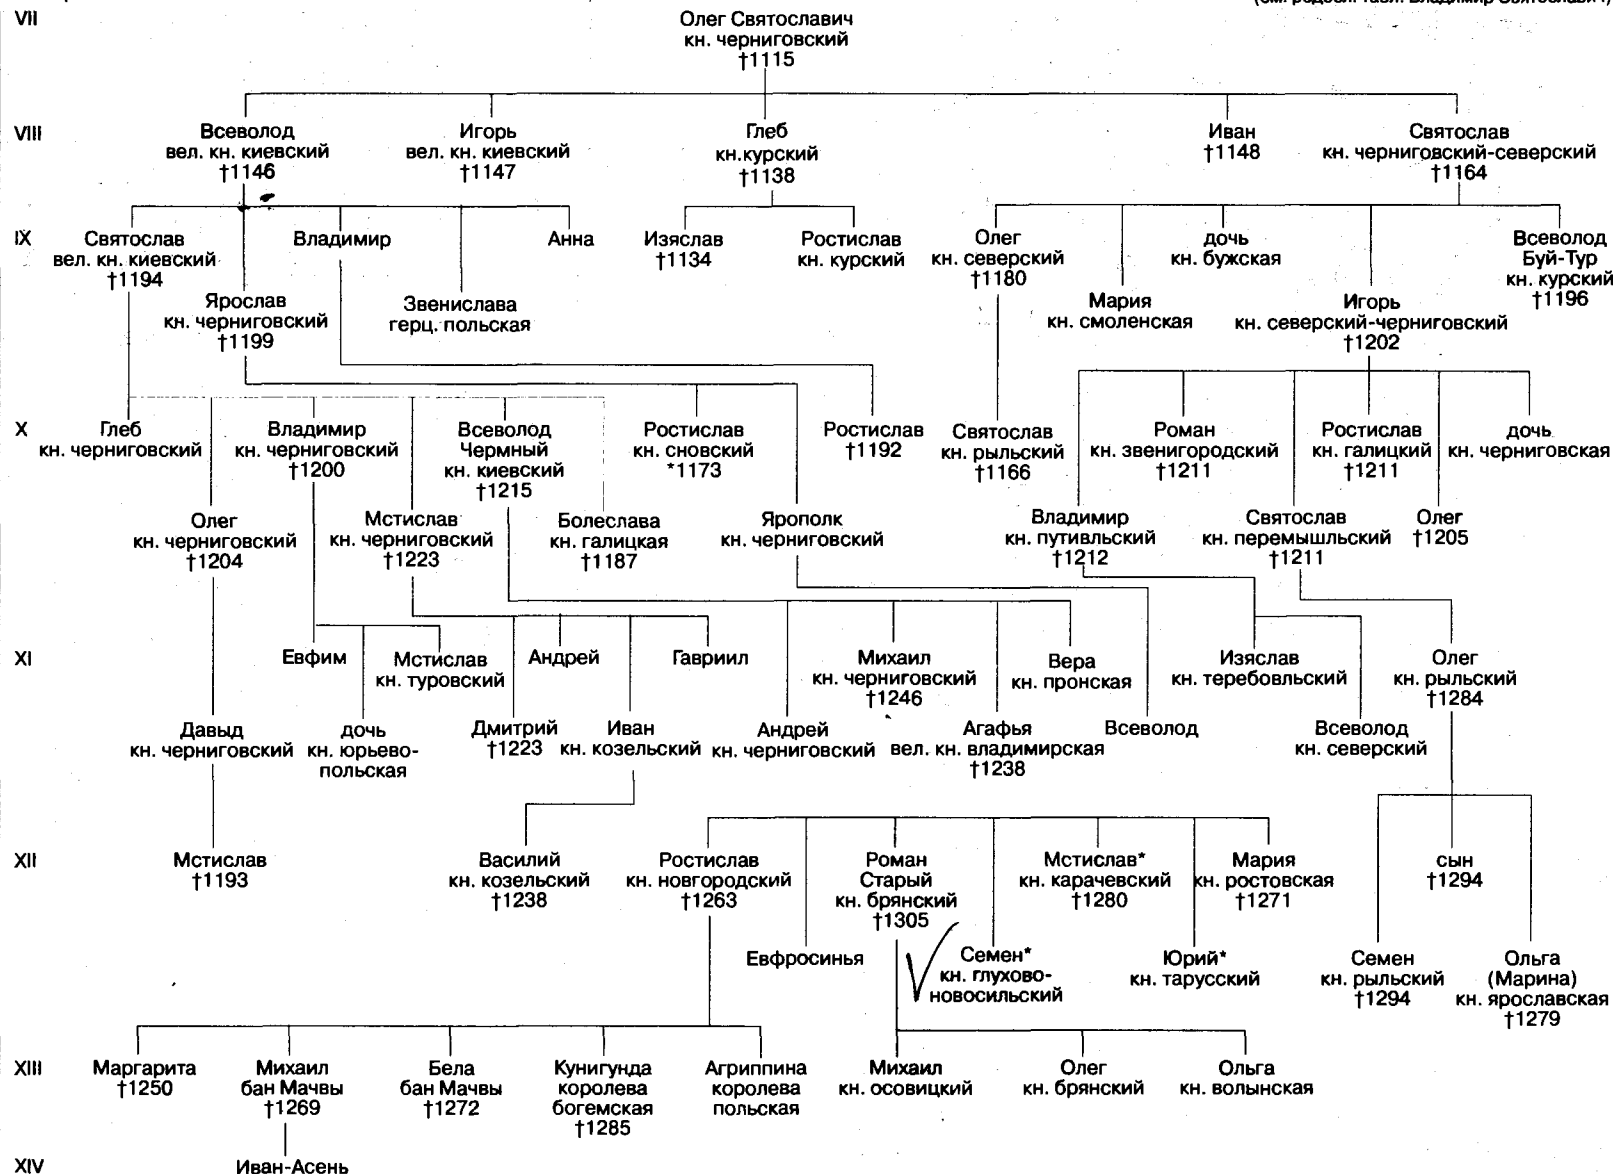 VII
Олег Святославич
кн. черниговский
†1115
VIII
Всеволод
вел. кн. киевский
†1146
Игорь
вел. кн. киевский
†1147
Глеб
кн.курский
†1138
Иван
†1148
Святослав
кн. черниговский-северский
†1164
IX
Святослав
вел. кн. киевский
†1194
Ярослав
кн. черниговский
†1199
Владимир
Звенислава
герц. польская
Анна
Изяслав
†1134
Ростислав
кн. курский
Олег
кн. северский
†1180
Мария
кн. смоленская
дочь
кн. бужская
Игорь
кн. северский-черниговский
†1202
Всеволод
Буй-Тур
кн. курский
†1196
X
Глеб
кн. черниговский
Олег
кн. черниговский
†1204
Владимир
кн. черниговский
†1200
Мстислав
кн. черниговский
†1223
Всеволод
Чермный
кн. киевский
†1215
Болеслава
кн. галицкая
†1187
Ростислав
кн. сновский
*1173
Ярополк
кн. черниговский
Ростислав
†1192
Святослав
кн. рыльский
†1166
Владимир
кн. путивльский
†1212
Роман
кн. звенигородский
†1211
Святослав
кн. перемышльский
†1211
Ростислав
кн. галицкий
†1211
Олег
†1205
дочь
кн. черниговская
XI
Давыд
кн. черниговский
Евфим
дочь
кн. юрьево-
польская
Мстислав
кн. туровский
Дмитрий
†1223
Андрей
Иван
кн. козельский
Гавриил
Андрей
кн. черниговский
Михаил
кн. черниговский
†1246
Агафья
вел. кн. владимирская
†1238
Вера
кн. пронская
Всеволод
Изяслав
кн. теребовльский
Всеволод
кн. северский
Олег
кн. рыльский
†1284
XII
Мстислав
†1193
Василий
кн. козельский
†1238
Ростислав
кн. новгородский
†1263
Евфросинья
Роман
Старый
кн. брянский
†1305
Семен*
кн. глухово-
новосильский
Мстислав*
кн. карачевский
†1280
Юрий*
кн. тарусский
Мария
кн. ростовская
†1271
Семен
кн. рыльский
†1294
сын
†1294
Ольга
(Марина)
кн. ярославская
†1279
XIII
Маргарита
†1250
Михаил
бан Мачвы
†1269
Бела
бан Мачвы
†1272
Кунигунда
королева
богемская
†1285
Агриппина
королева
польская
Михаил
кн. осовицкий
Олег
кн. брянский
Ольга
кн. волынская
XIV
Иван-Асень